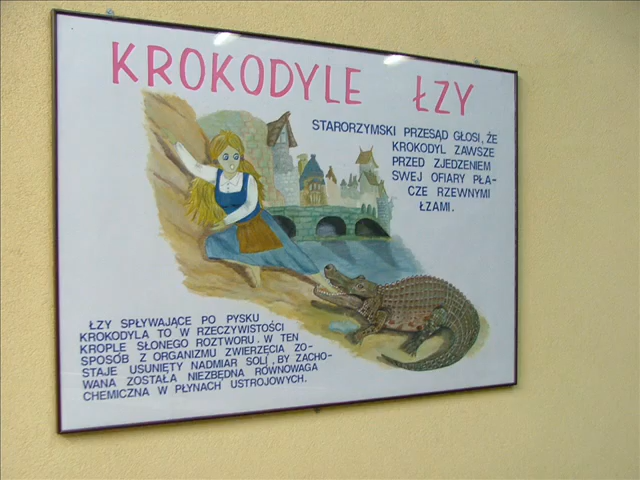 KROKODYLE ŁZY
STARORZYMSKI PRZESĄD GŁOSI, ŻE
KROKODYL ZAWSZE
PRZED ZJEDZENIEM
SWEJ OFIARY PŁA-
CZE RZEWNYMI
ŁZAMI.
ŁZY SPŁYWAJĄCE PO PYSKU
KROKODYLA TO W RZECZYWISTOŚCI
KROPLE SŁONEGO ROZTWORU. W TEN
SPOSÓB Z ORGANIZMU ZWIERZĘCIA ZO-
STAJE USUNIĘTY NADMIAR SOLI, BY ZACHO-
WANA ZOSTAŁA NIEZBĘDNA RÓWNOWAGA
CHEMICZNA W PŁYNACH USTROJOWYCH.